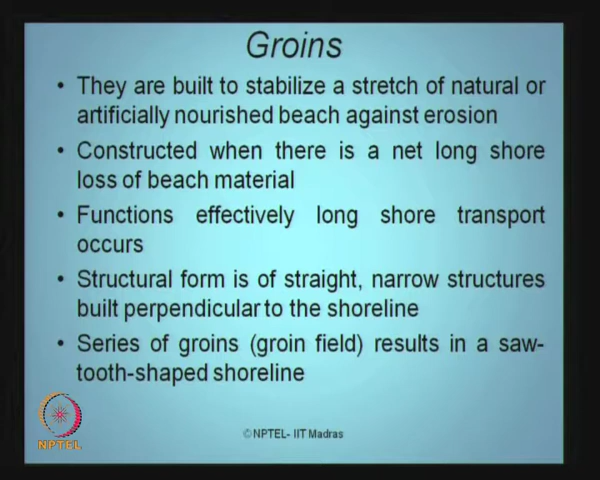 Groins
• They are built to stabilize a stretch of natural or
artificially nourished beach against erosion
• Constructed when there is a net long shore
loss of beach material
• Functions effectively long shore transport
occurs
• Structural form is of straight, narrow structures
built perpendicular to the shoreline
• Series of groins (groin field) results in a saw-
tooth-shaped shoreline
NPTEL
©NPTEL- IIT Madras